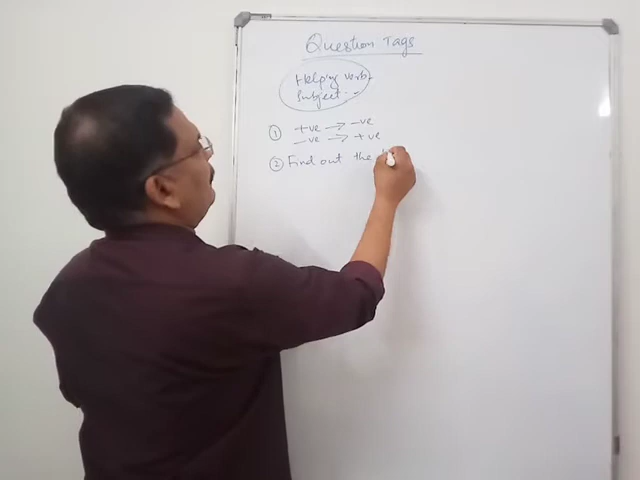 Question Tags
Helping verb
Subject
① +ve → -ve
-ve → +ve
② Find out the